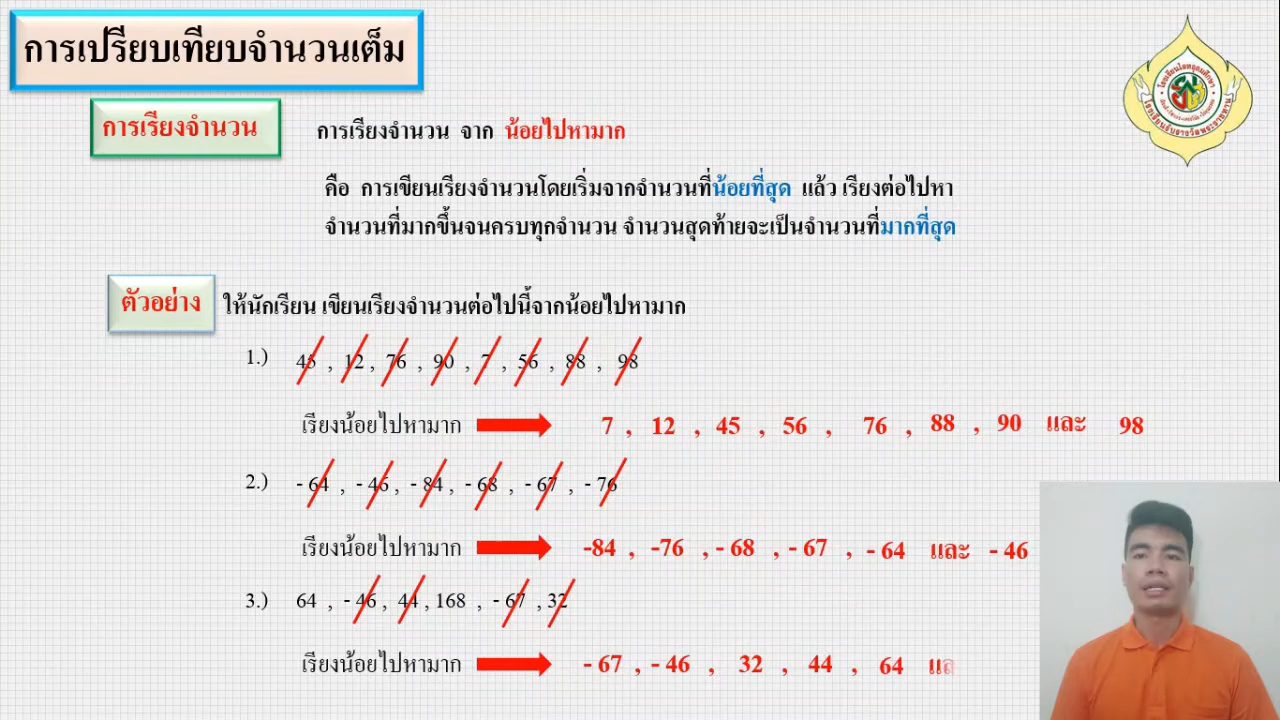 การเปรียบเทียบจำนวนเต็ม
การเรียงจำนวน
การเรียงจำนวน จาก น้อยไปหามาก
คือ การเขียนเรียงจำนวนโดยเริ่มจากจำนวนที่น้อยที่สุด แล้ว เรียงต่อไปหา
จำนวนที่มากขึ้นจนครบทุกจำนวน จำนวนสุดท้ายจะเป็นจำนวนที่มากที่สุด
ตัวอย่าง ให้นักเรียน เขียนเรียงจำนวนต่อไปนี้จากน้อยไปหามาก
1.) 45 , 12 , 76 , 90 , 7 , 56 , 88 , 98
เรียงน้อยไปหามาก 7 , 12 , 45 , 56 , 76 , 88 , 90 และ 98
2.) - 64 , - 46 , - 84 , - 68 , - 67 , - 76
เรียงน้อยไปหามาก -84 , -76 , - 68 , - 67 , - 64 และ - 46
3.) 64 , - 46 , 44 , 168 , - 67 , 32
เรียงน้อยไปหามาก - 67 , - 46 , 32 , 44 , 64 แล